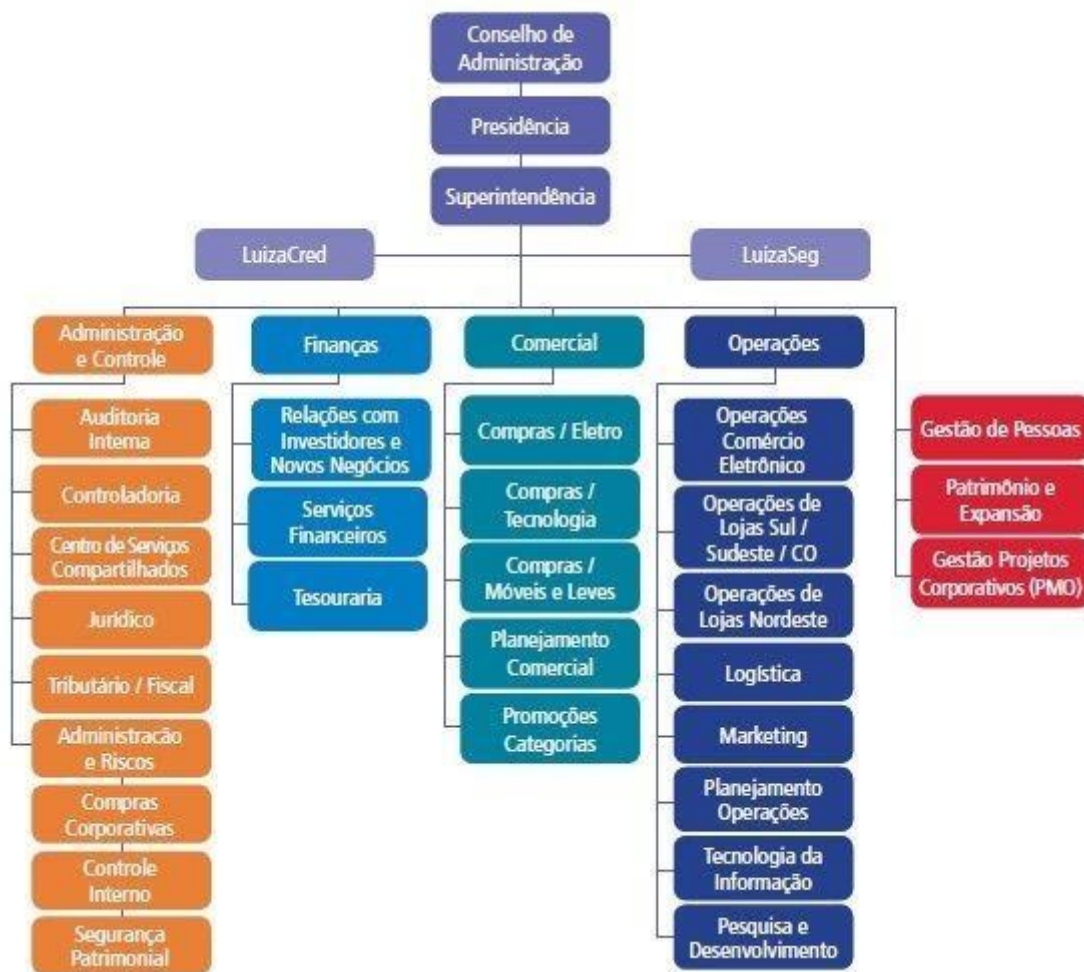 Conselho de
Administração
Presidência
Superintendência
LuizaCred
LuizaSeg
Administração
e Controle
Auditoria
Interna
Controladoria
Centro de Serviços
Compartilhados
Jurídico
Tributário / Fiscal
Administracão
e Riscos
Compras
Corporativas
Controle
Interno
Segurança
Patrimonial
Finanças
Relações com
Investidores e
Novos Negócios
Serviços
Financeiros
Tesouraria
Comercial
Compras / Eletro
Compras /
Tecnologia
Compras /
Móveis e Leves
Planejamento
Comercial
Promoções
Categorias
Operações
Operações
Comércio
Eletrônico
Operações de
Lojas Sul /
Sudeste / CO
Operações de
Lojas Nordeste
Logística
Marketing
Planejamento
Operações
Tecnologia da
Informação
Pesquisa e
Desenvolvimento
Gestão de Pessoas
Patrimônio e
Expansão
Gestão Projetos
Corporativos (PMO)